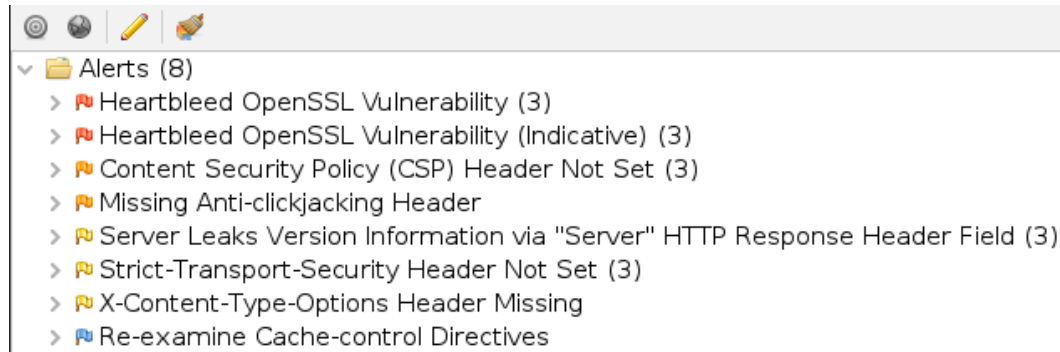 Alerts (8)
Heartbleed OpenSSL Vulnerability (3)
Heartbleed OpenSSL Vulnerability (Indicative) (3)
Content Security Policy (CSP) Header Not Set (3)
Missing Anti-clickjacking Header
Server Leaks Version Information via "Server" HTTP Response Header Field (3)
Strict-Transport-Security Header Not Set (3)
X-Content-Type-Options Header Missing
Re-examine Cache-control Directives